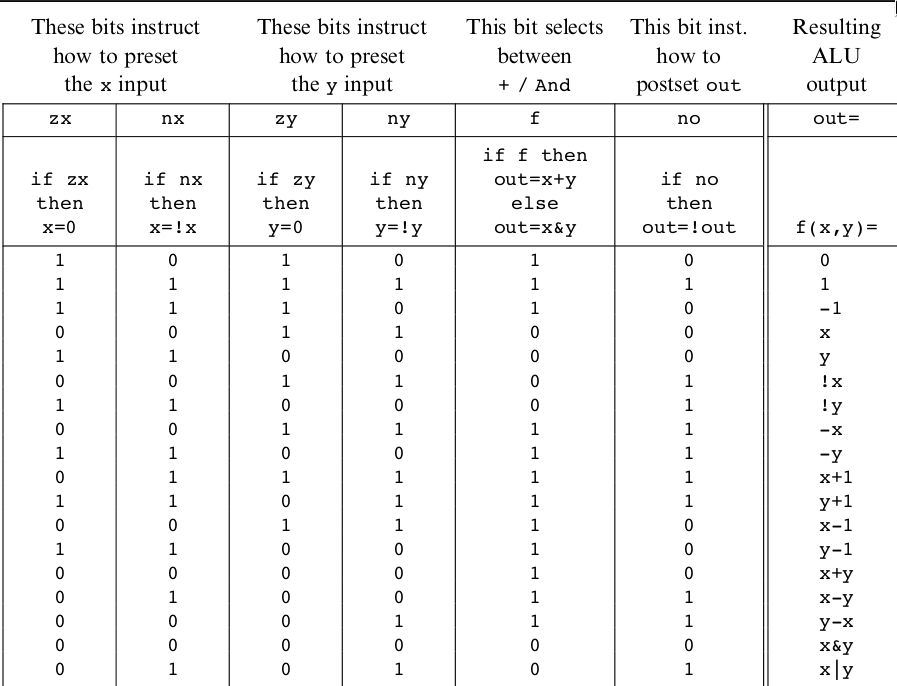 These bits instruct These bits instruct This bit selects This bit inst. Resulting
how to preset how to preset between how to ALU
the x input the y input + / And postset out output
zx nx zy ny f no out=
if f then
if zx if nx if zy if ny out=x+y if no
then then then then else then
x=0 x=!x y=0 y=!y out=x&y out=!out f(x,y)=
1 0 1 0 1 0 0
1 1 1 1 1 1 1
1 1 1 0 1 0 -1
0 0 1 1 0 0 x
1 1 0 0 0 0 y
0 0 1 1 0 1 !x
1 1 0 0 0 1 !y
0 0 1 1 1 1 -x
1 1 0 0 1 1 -y
0 1 1 1 1 1 x+1
1 1 0 1 1 1 y+1
0 0 1 1 1 0 x-1
1 1 0 0 1 0 y-1
0 0 0 0 1 0 x+y
0 1 0 0 1 1 x-y
0 0 0 1 1 1 y-x
0 0 0 0 0 0 x&y
0 1 0 1 0 1 x|y